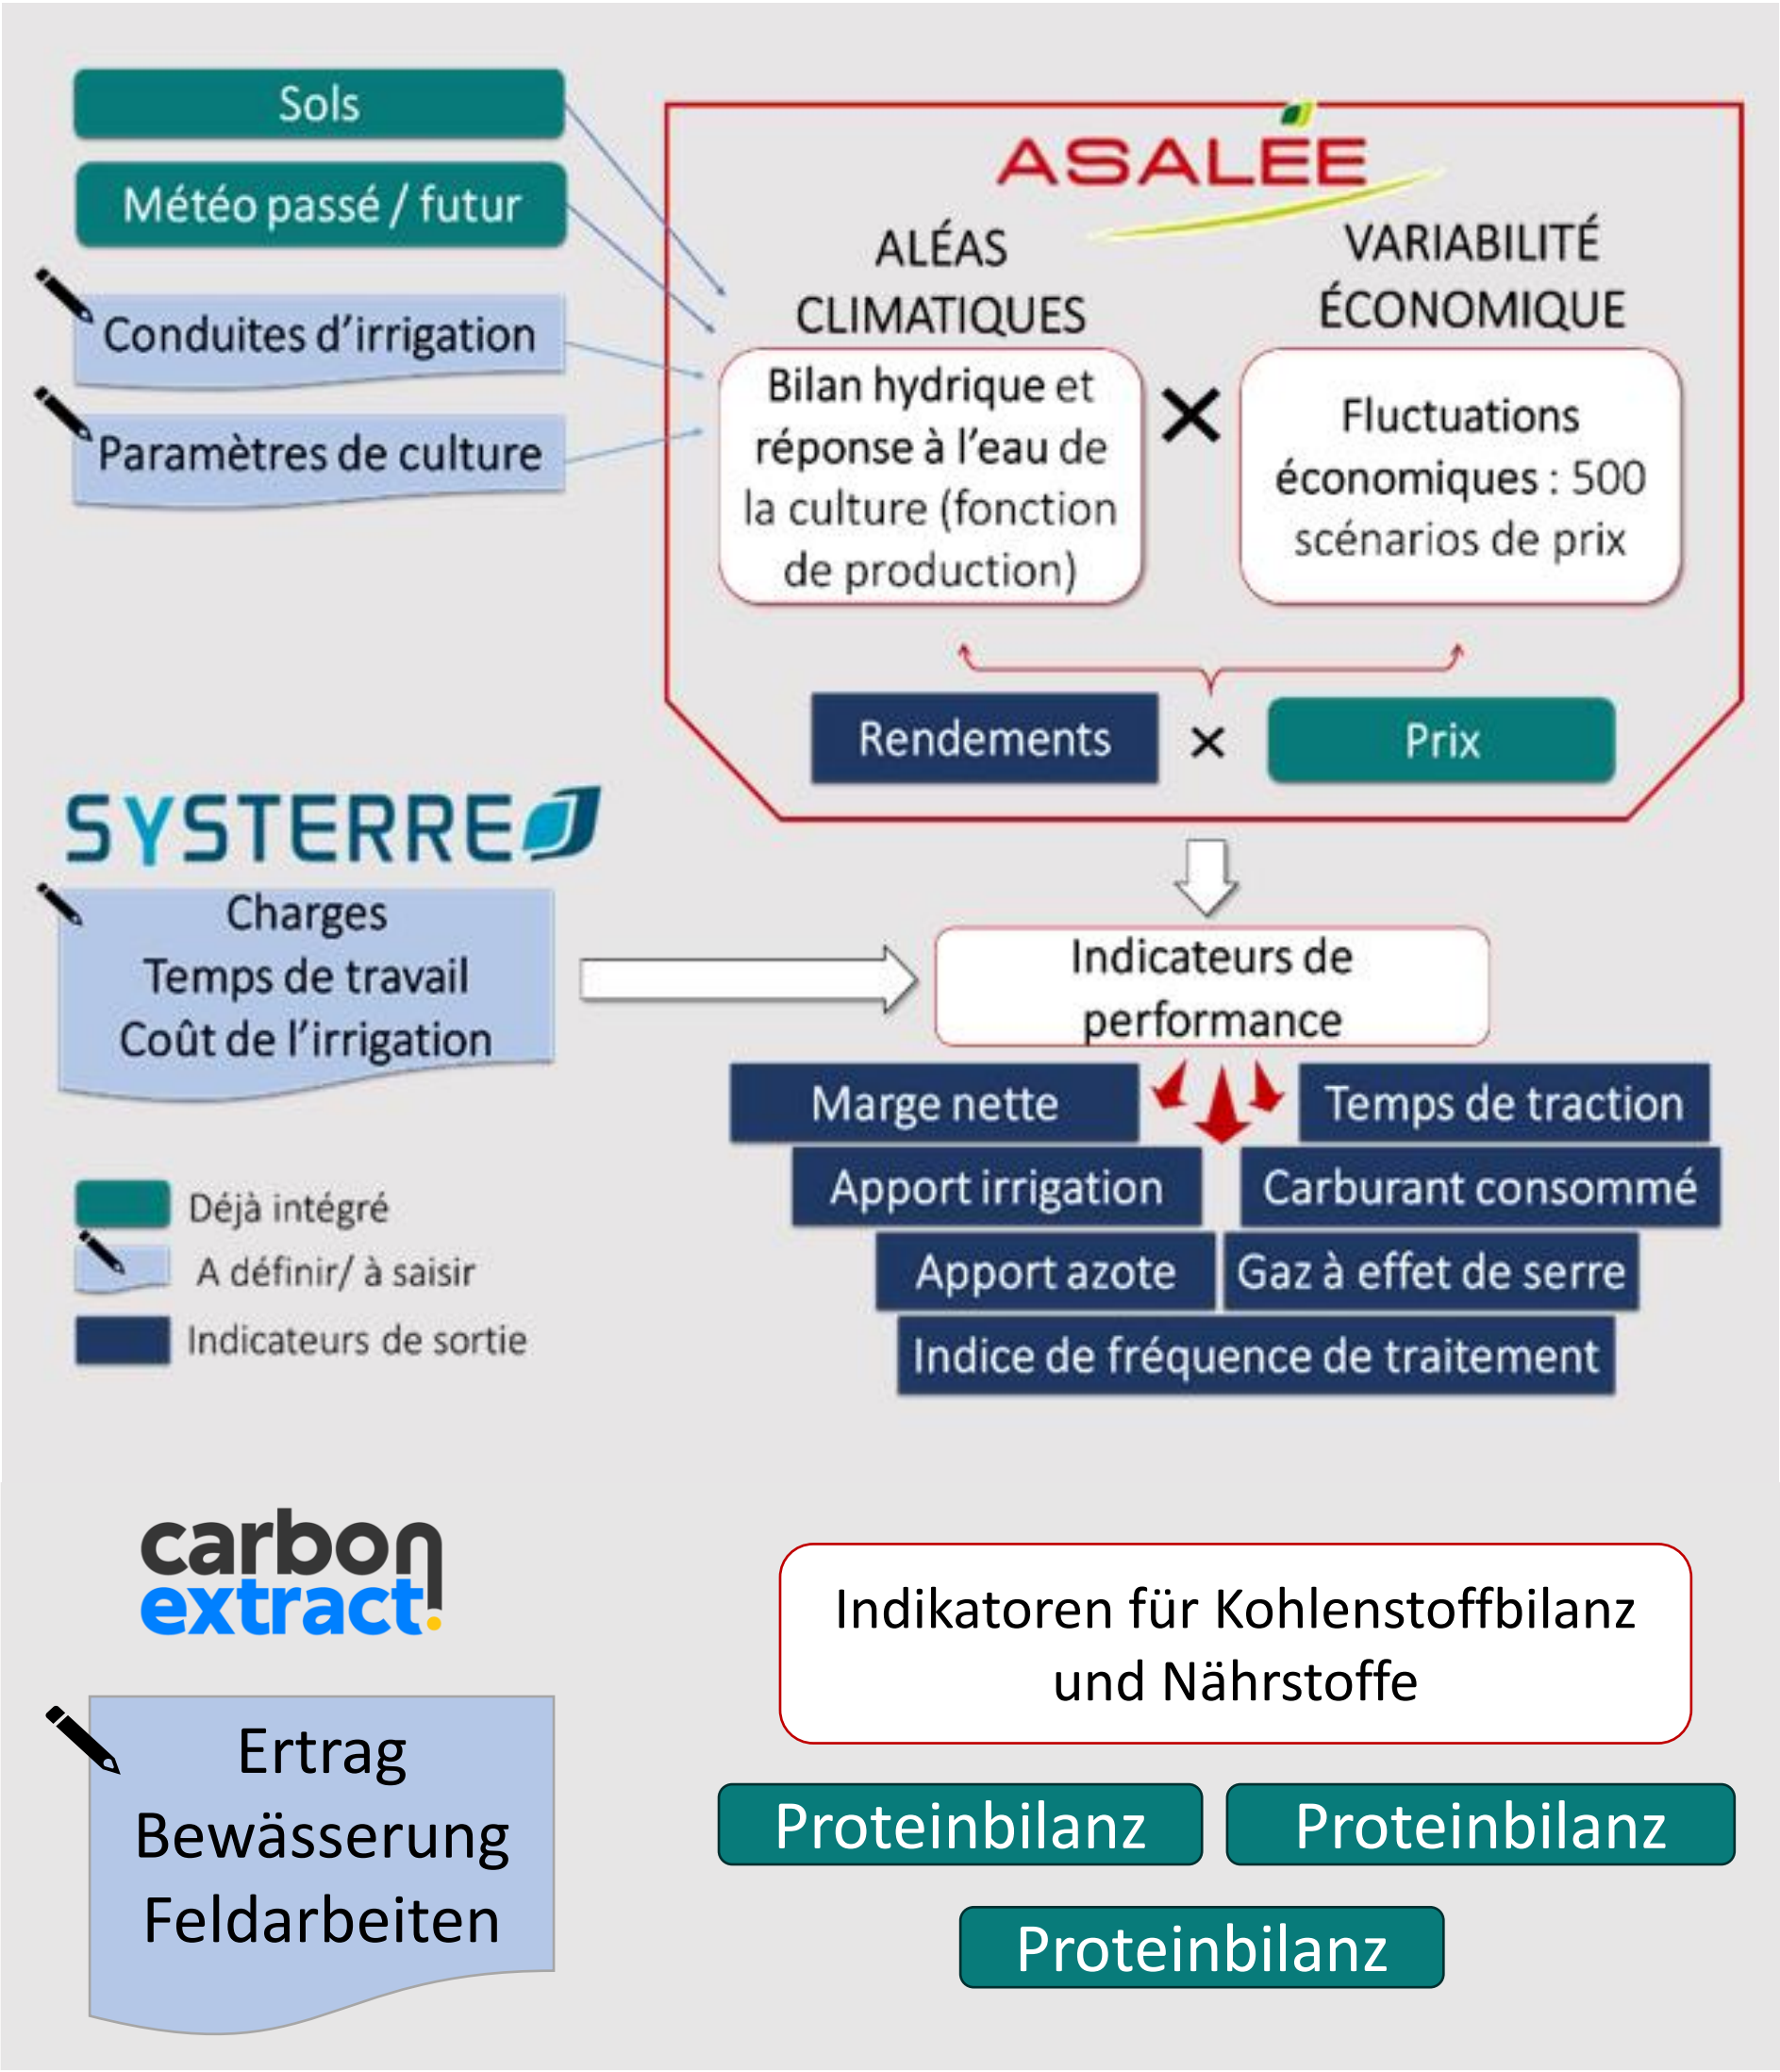 Sols
Météo passé / futur
Conduites d'irrigation
Paramètres de culture
ASALÉE
ALÉAS
CLIMATIQUES
Bilan hydrique et
réponse à l'eau de
la culture (fonction
de production)
VARIABILITÉ
ÉCONOMIQUE
Fluctuations
économiques : 500
scénarios de prix
Rendements
Prix
SYSTERRE
Charges
Temps de travail
Coût de l'irrigation
Indicateurs de
performance
Marge nette
Temps de traction
Apport irrigation
Carburant consommé
Apport azote
Gaz à effet de serre
Indice de fréquence de traitement
Déjà intégré
A définir/ à saisir
Indicateurs de sortie
carbon
extract
Ertrag
Bewässerung
Feldarbeiten
Indikatoren für Kohlenstoffbilanz
und Nährstoffe
Proteinbilanz
Proteinbilanz
Proteinbilanz